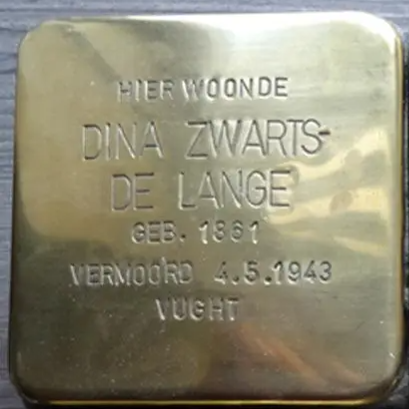 HIER WOONDE
DINA ZWARTS-
DE LANGE
GEB. 1861
VERMOORD 4.5.1943
VUGHT